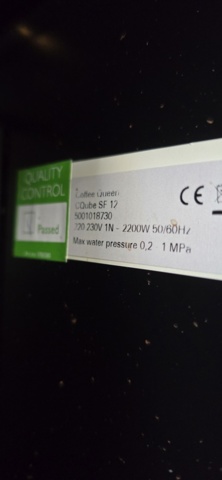 QUALITY
CONTROL
Passed
Coffee Queen
CQube SF 12
5001018730
220-230V 1N ~ 2200W 50/60Hz
Max water pressure 0,2 - 1 MPa
CE